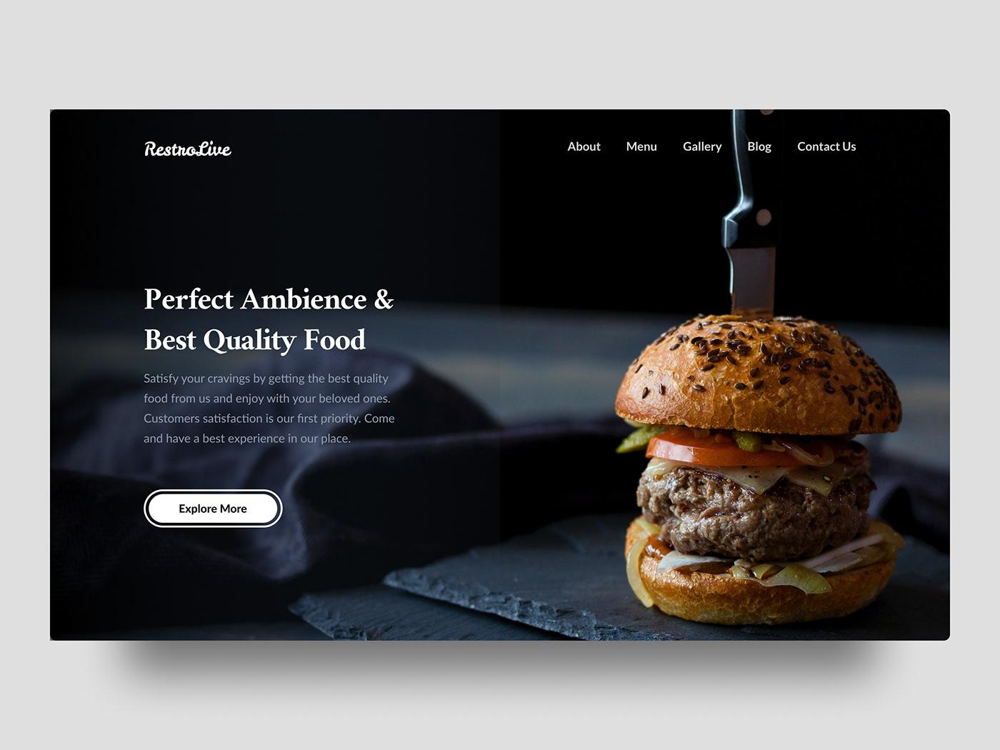 RestroLive
About Menu Gallery Blog Contact Us
Perfect Ambience &
Best Quality Food
Satisfy your cravings by getting the best quality
food from us and enjoy with your beloved ones.
Customers satisfaction is our first priority. Come
and have a best experience in our place.
Explore More